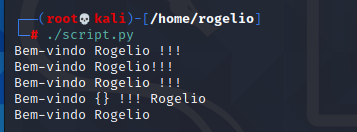 ┌──(root💀kali)-[/home/rogelio]
└─# ./script.py
Bem-vindo Rogelio !!!
Bem-vindo Rogelio!!!
Bem-vindo Rogelio !!!
Bem-vindo {} !!! Rogelio
Bem-vindo Rogelio